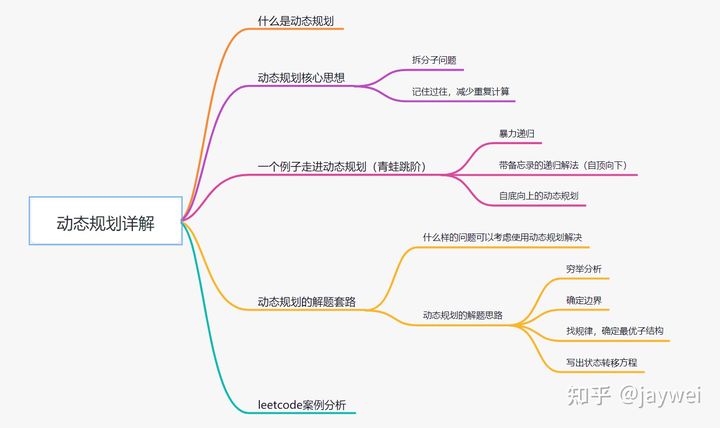 什么是动态规划
动态规划核心思想
拆分子问题
记住过往，减少重复计算
一个例子走进动态规划（青蛙跳阶）
暴力递归
带备忘录的递归解法（自顶向下）
自底向上的动态规划
动态规划详解
动态规划的解题套路
什么样的问题可以考虑使用动态规划解决
动态规划的解题思路
穷举分析
确定边界
找规律，确定最优子结构
写出状态转移方程
leetcode案例分析
知乎 @jaywei